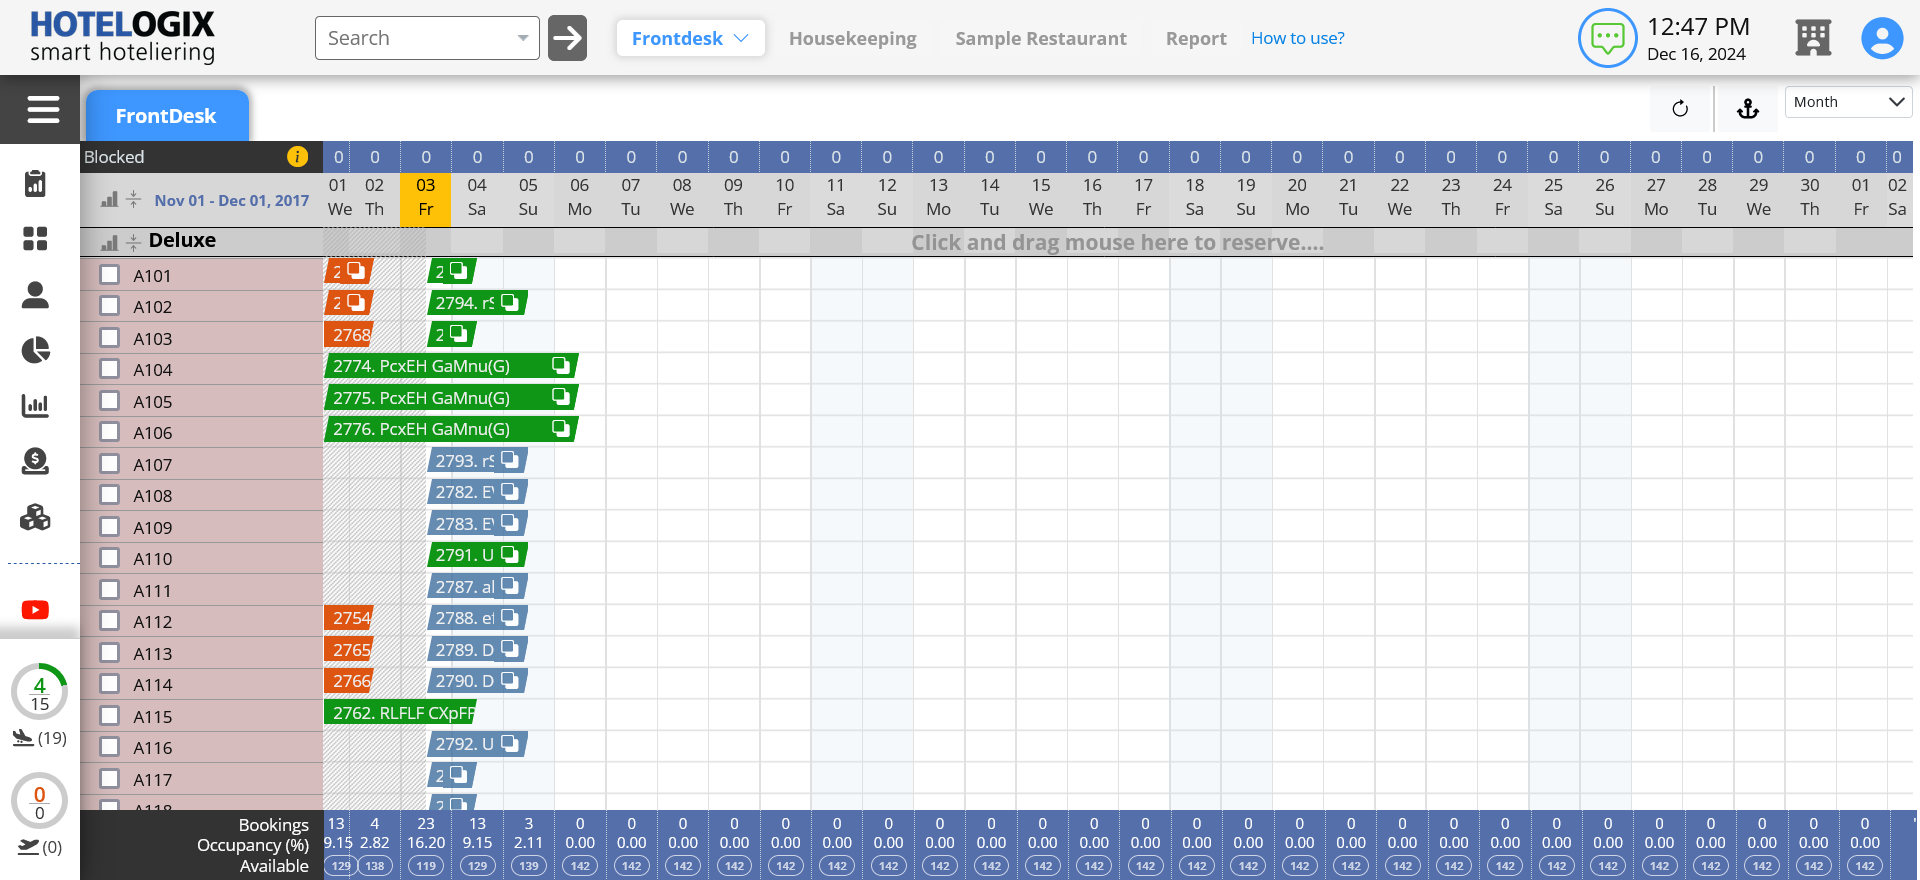 HOTELOGIX
smart hoteliering
Search
Frontdesk
Housekeeping
Sample Restaurant
Report
How to use?
12:47 PM
Dec 16, 2024
FrontDesk
Month
Blocked i 0 0 0 0 0 0 0 0 0 0 0 0 0 0 0 0 0 0 0 0 0 0 0 0 0 0 0 0 0 0 0 0
01 02 03 04 05 06 07 08 09 10 11 12 13 14 15 16 17 18 19 20 21 22 23 24 25 26 27 28 29 30 01 02
Nov 01 - Dec 01, 2017
We Th Fr Sa Su Mo Tu We Th Fr Sa Su Mo Tu We Th Fr Sa Su Mo Tu We Th Fr Sa Su Mo Tu We Th Fr Sa
Deluxe Click and drag mouse here to reserve....
A101 2 2
A102 2 2794. rS
A103 2768 2
A104 2774. PcxEH GaMnu(G)
A105 2775. PcxEH GaMnu(G)
A106 2776. PcxEH GaMnu(G)
A107 2793. rS
A108 2782. E
A109 2783. E
A110 2791. U
A111 2787. al
A112 2754 2788. e
A113 2765 2789. D
A114 2766 2790. D
A115 2762. RLFLF CXpFF
A116 2792. U
A117 2
A118 2
4
15
(19)
0
0
(0)
Bookings 13 4 23 13 3 0 0 0 0 0 0 0 0 0 0 0 0 0 0 0 0 0 0 0 0 0 0 0 0 0 0
Occupancy (%) 9.15 2.82 16.20 9.15 2.11 0.00 0.00 0.00 0.00 0.00 0.00 0.00 0.00 0.00 0.00 0.00 0.00 0.00 0.00 0.00 0.00 0.00 0.00 0.00 0.00 0.00 0.00 0.00 0.00 0.00 0.00
Available 129 138 119 129 139 142 142 142 142 142 142 142 142 142 142 142 142 142 142 142 142 142 142 142 142 142 142 142 142 142 142